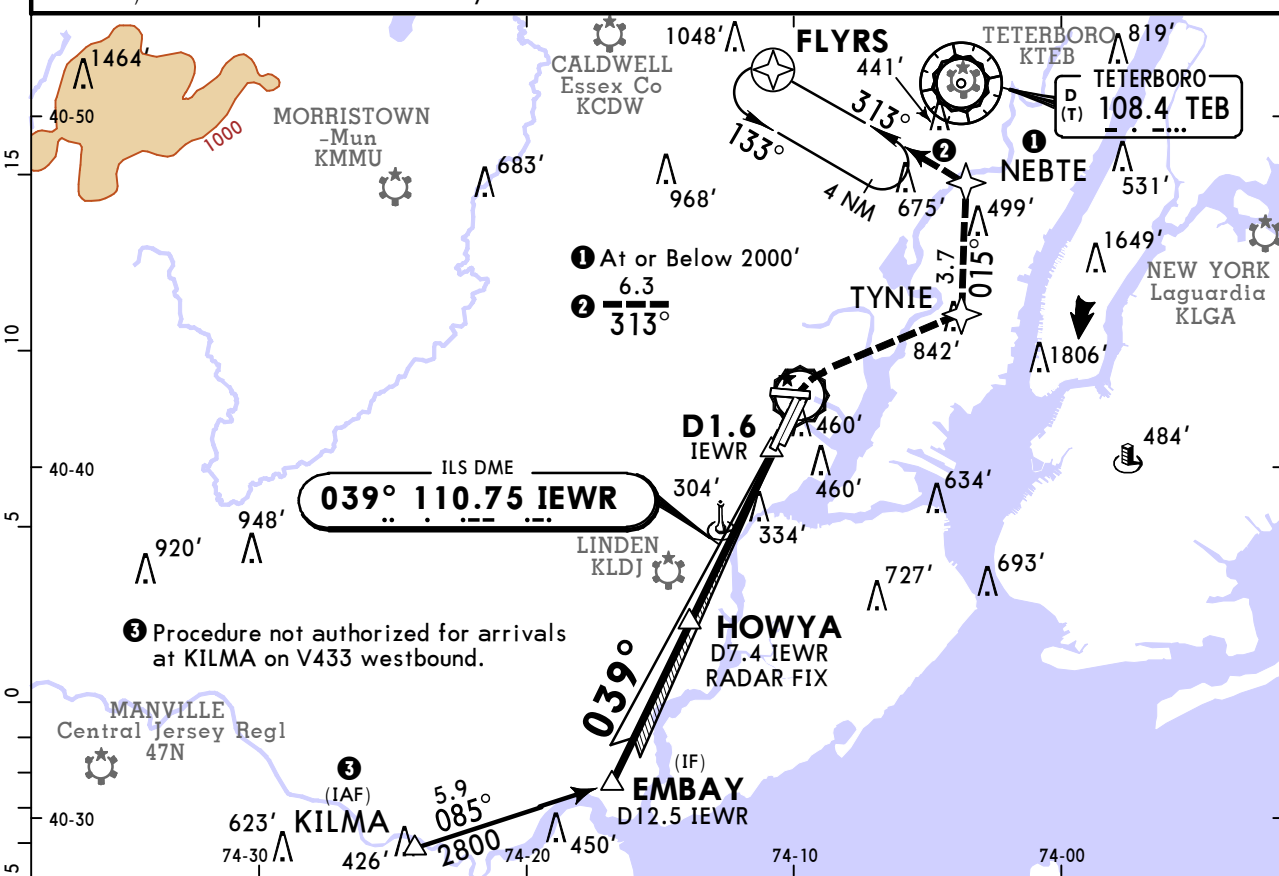 1464'
1048'
FLYRS
TETERBORO
KTEB
819'
CALDWELL
Essex Co
KCDW
441'
TETERBORO
D
(T)
108.4 TEB
40-50
MORRISTOWN
-Mun
KMMU
1000
313°
133°
2
1
NEBTE
15
683'
968'
4 NM
675'
499'
531'
1 At or Below 2000'
2 6.3
313°
3.7
015°
1649'
NEW YORK
Laguardia
KLGA
TYNIE
10
842'
1806'
D1.6
IEWR
460'
484'
40-40
ILS DME
039° 110.75 IEWR
304'
460'
634'
5
948'
334'
920'
LINDEN
KLDJ
727'
693'
3 Procedure not authorized for arrivals
at KILMA on V433 westbound.
HOWYA
D7.4 IEWR
RADAR FIX
039°
0
MANVILLE
Central Jersey Regl
47N
3
(IAF)
KILMA
5.9
085°
2800
(IF)
EMBAY
D12.5 IEWR
40-30
623'
426'
450'
74-30
74-20
74-10
74-00
5